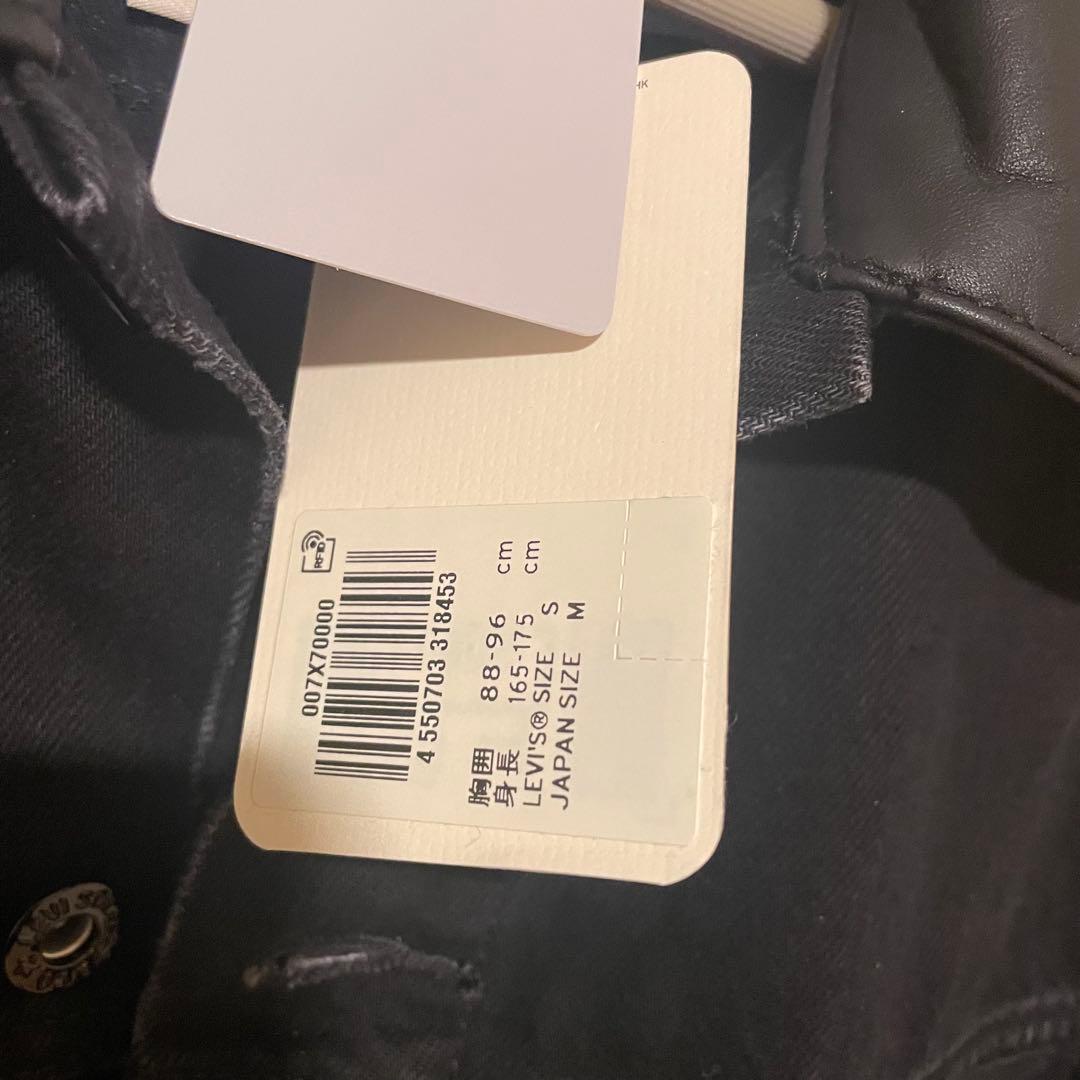 HK
RFID
007X70000
4 550703 318453
胸囲 88-96 cm
身長 165-175 cm
LEVI'S® SIZE S
JAPAN SIZE M